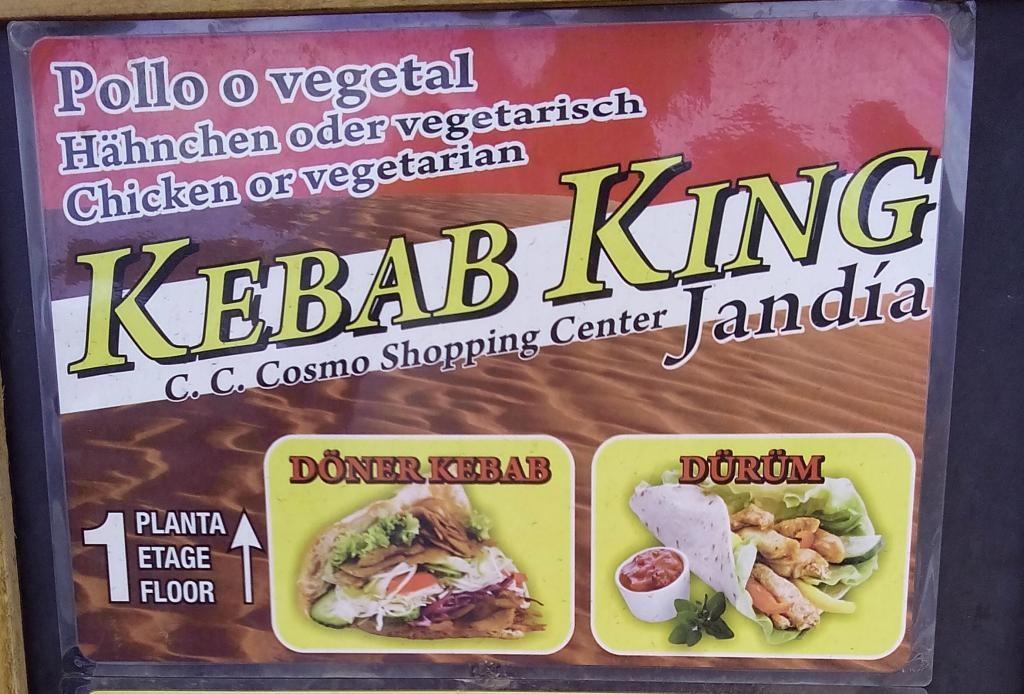 Pollo o vegetal
Hähnchen oder vegetarisch
Chicken or vegetarian
KEBAB KING
C. C. Cosmo Shopping Center Jandía
DÖNER KEBAB
DÜRÜM
1 PLANTA
ETAGE
FLOOR